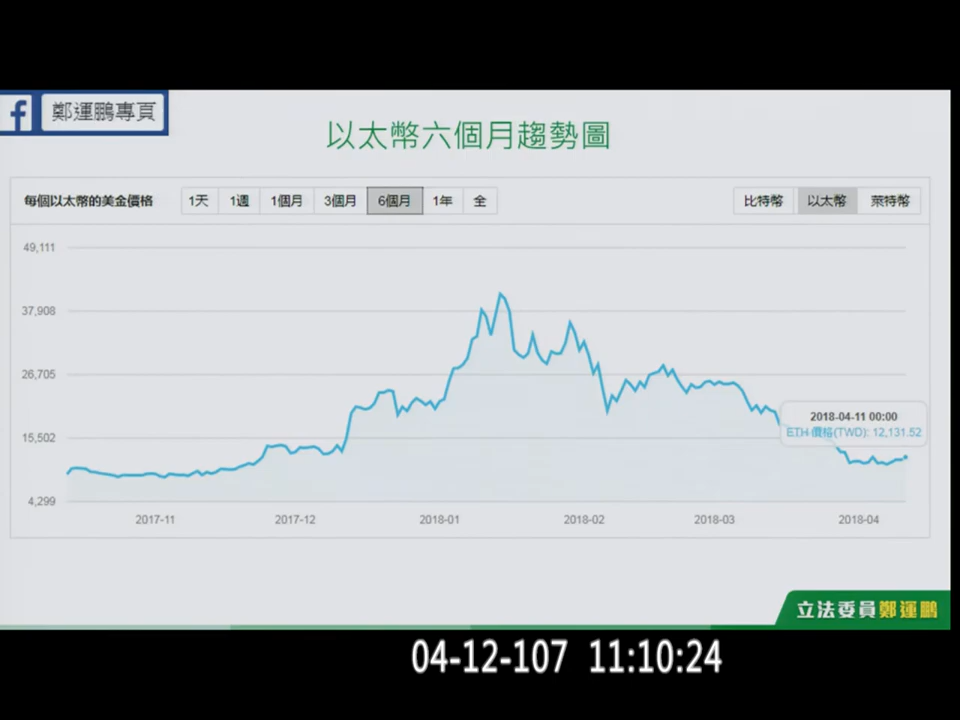 鄭運鵬專頁
以太幣六個月趨勢圖
每個以太幣的美金價格 1天 1週 1個月 3個月 6個月 1年 全 比特幣 以太幣 萊特幣
49,111
37,908
26,705
15,502
4,299
2018-04-11 00:00
ETH 價格(TWD): 12,131.52
2017-11 2017-12 2018-01 2018-02 2018-03 2018-04
立法委員鄭運鵬
04-12-107 11:10:24